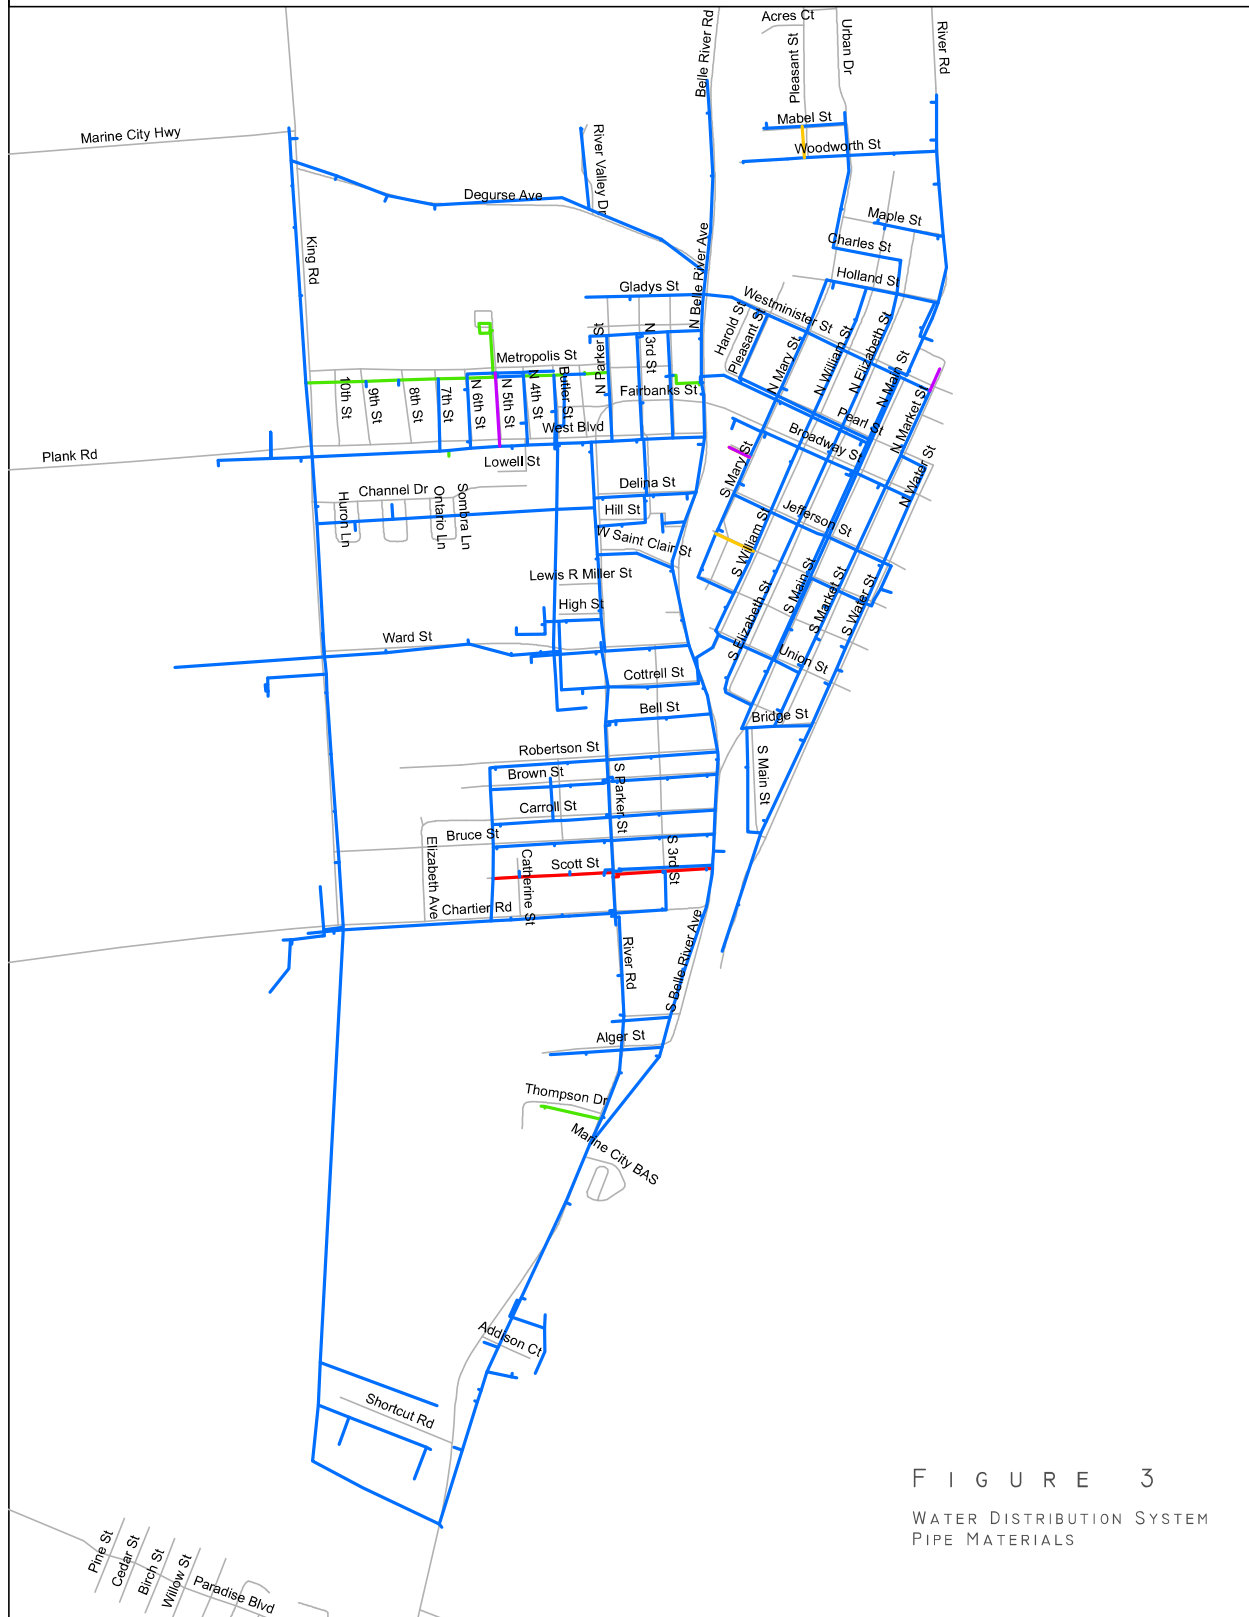 Acres Ct
Belle River Rd
Pleasant St
Urban Dr
River Rd
Mabel St
Marine City Hwy
Woodworth St
River Valley Dr
Degurse Ave
Maple St
Charles St
King Rd
N Belle River Ave
Holland St
Gladys St
Westminister St
Harold St
Pleasant St
N Mary St
N William St
N Elizabeth St
N Main St
N Market St
N Parker St
N 3rd St
Metropolis St
Fairbanks St
10th St
9th St
8th St
7th St
N 6th St
N 5th St
N 4th St
Butler St
West Blvd
Pearl St
Broadway St
Plank Rd
Lowell St
S Mary St
N Water St
Channel Dr
Delina St
Huron Ln
Ontario Ln
Sombra Ln
Hill St
Jefferson St
W Saint Clair St
S William St
Lewis R Miller St
High St
S Elizabeth St
S Main St
S Market St
S Water St
Ward St
Union St
Cottrell St
Bell St
Bridge St
Robertson St
Brown St
S Parker St
S Main St
Carroll St
Bruce St
Elizabeth Ave
Scott St
Catherine St
S 3rd St
Chartier Rd
River Rd
S Belle River Ave
Alger St
Thompson Dr
Marine City BAS
Addison Ct
Shortcut Rd
FIGURE 3
WATER DISTRIBUTION SYSTEM
PIPE MATERIALS
Pine St
Cedar St
Birch St
Willow St
Paradise Blvd